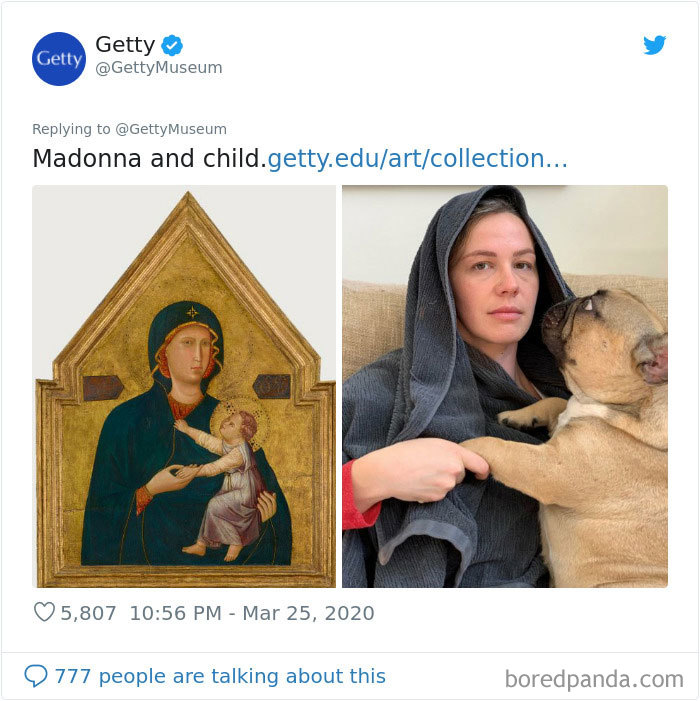 Getty
Getty
@GettyMuseum
Replying to @GettyMuseum
Madonna and child.getty.edu/art/collection...
5,807 10:56 PM - Mar 25, 2020
777 people are talking about this
boredpanda.com